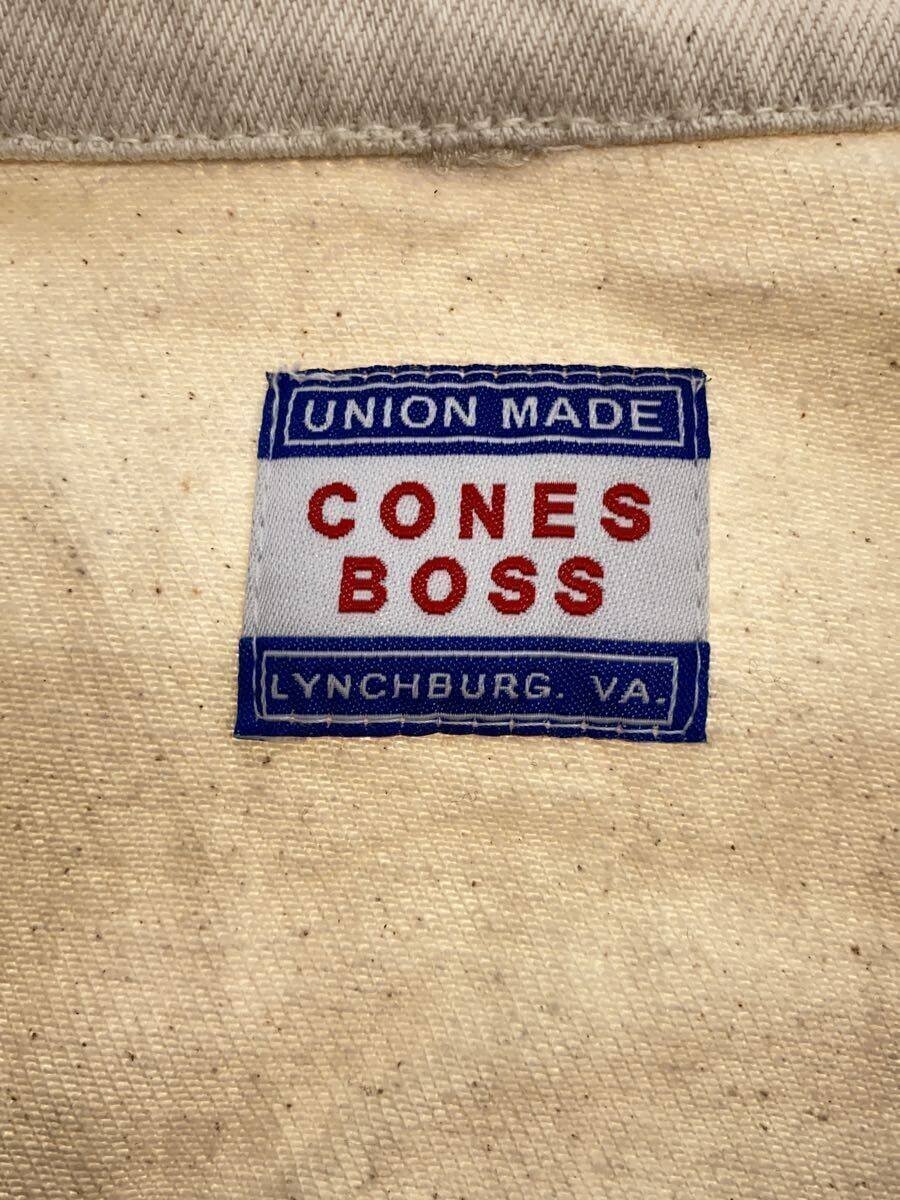 UNION MADE
CONES
BOSS
LYNCHBURG. VA.